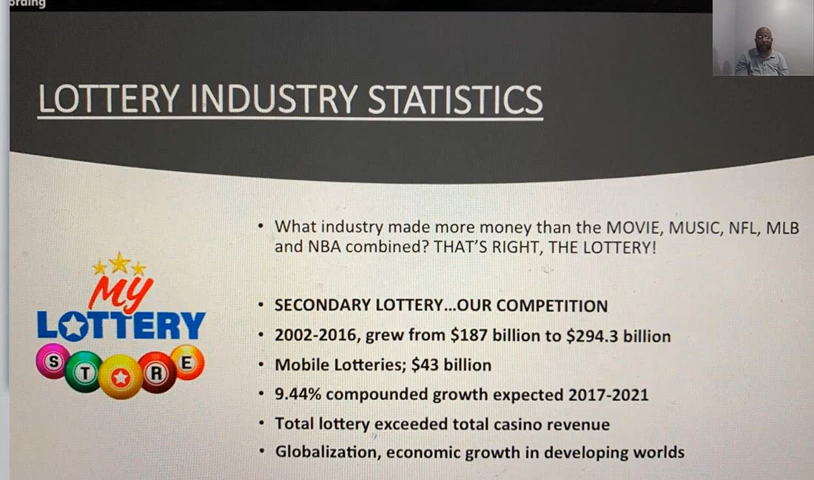 LOTTERY INDUSTRY STATISTICS
• What industry made more money than the MOVIE, MUSIC, NFL, MLB
and NBA combined? THAT'S RIGHT, THE LOTTERY!
My
LOTTERY
STORE
• SECONDARY LOTTERY...OUR COMPETITION
• 2002-2016, grew from $187 billion to $294.3 billion
• Mobile Lotteries; $43 billion
• 9.44% compounded growth expected 2017-2021
• Total lottery exceeded total casino revenue
• Globalization, economic growth in developing worlds